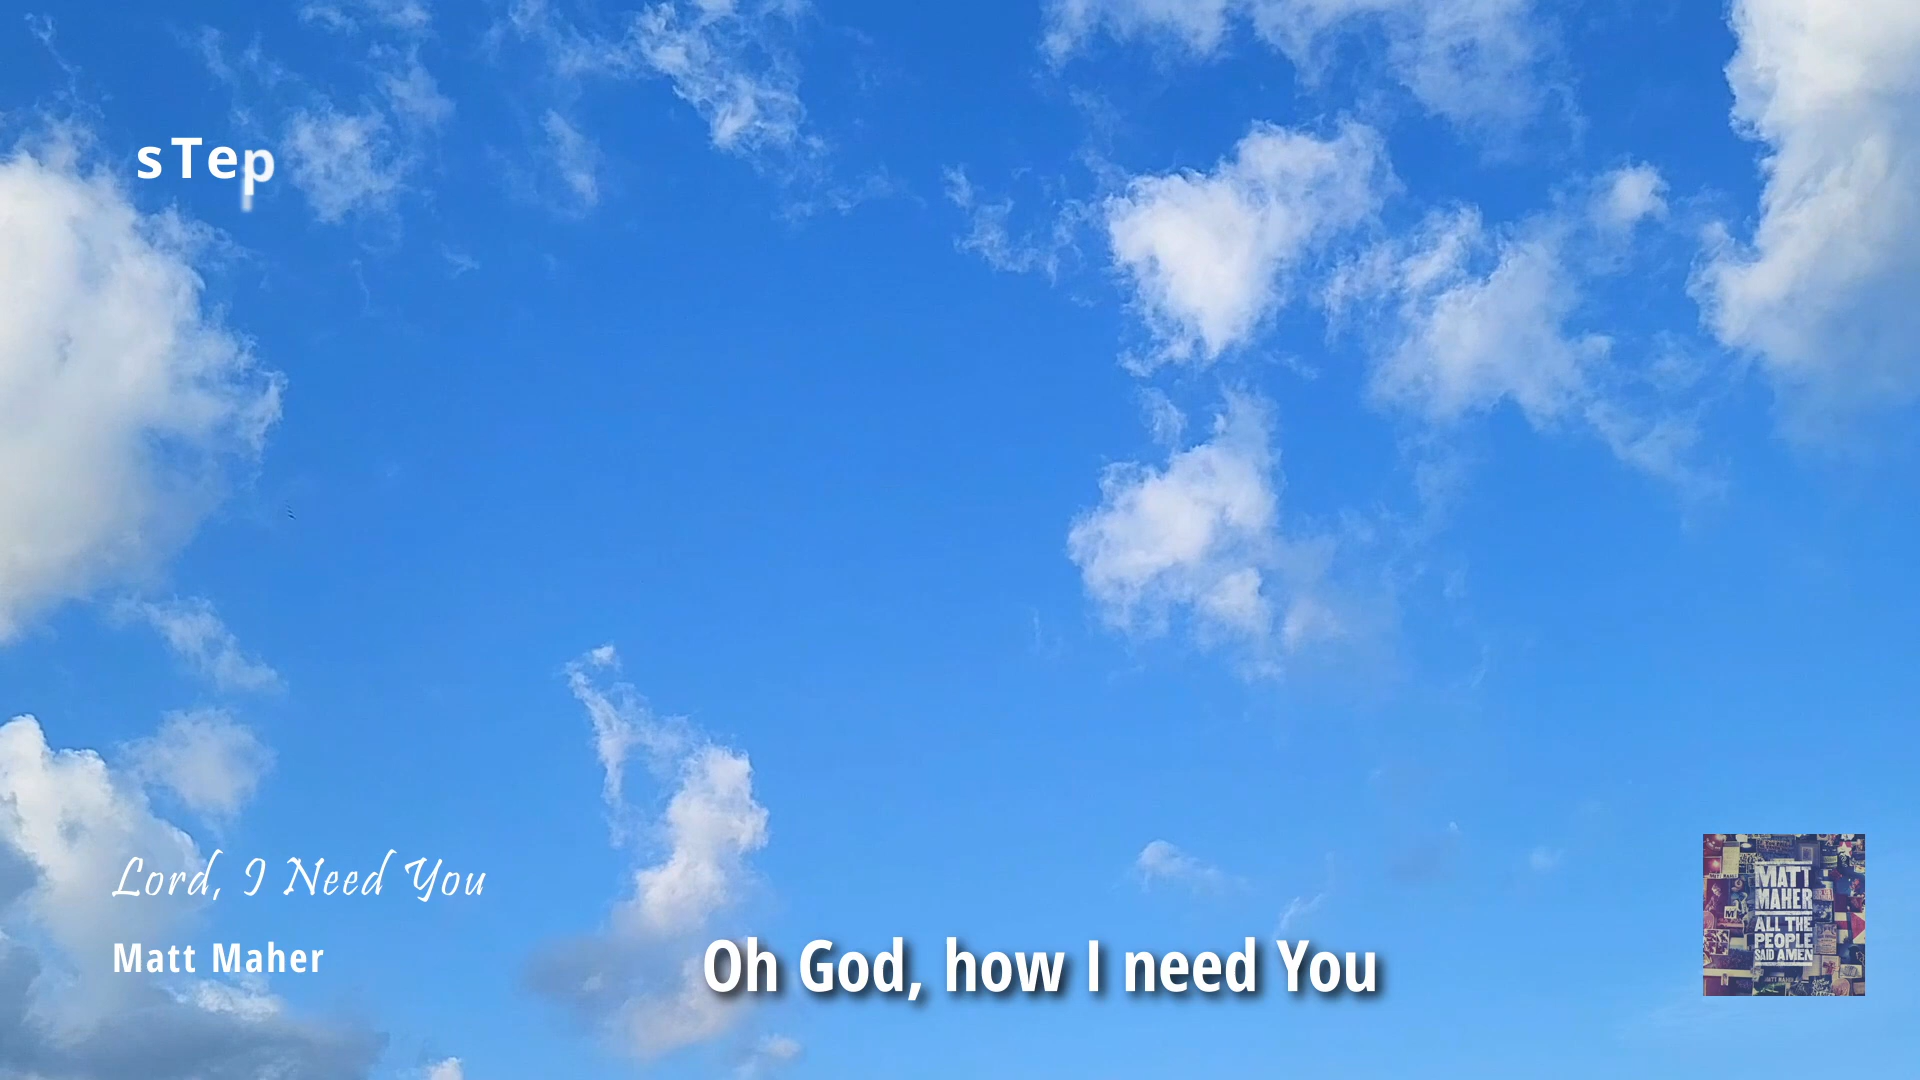 sTep
Lord, I Need You
Matt Maher
Oh God, how I need You
MATT
MAHER
ALL THE
PEOPLE
SAID AMEN